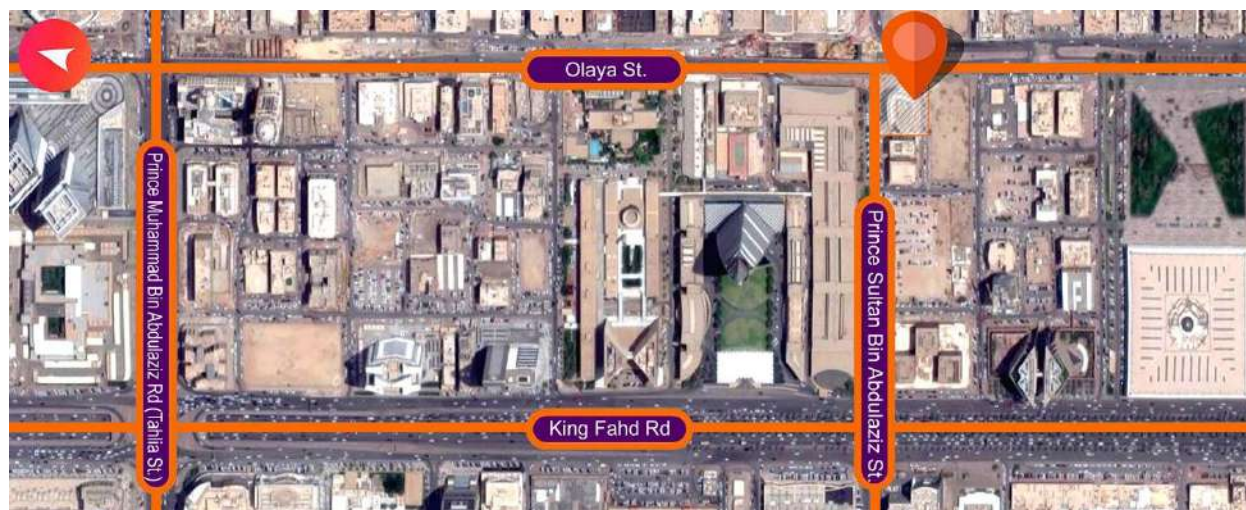 Olaya St.
Prince Muhammad Bin Abdulaziz Rd (Tahlia St.)
Prince Sultan Bin Abdulaziz St.
King Fahd Rd